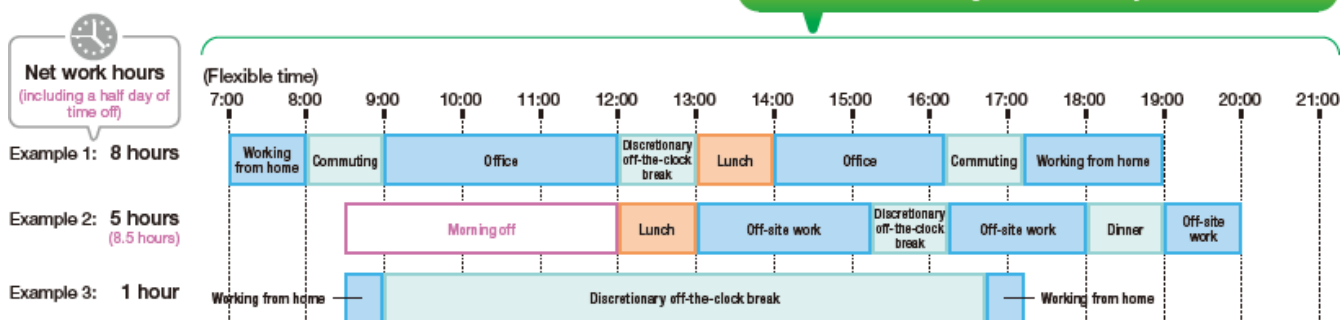 Net work hours
(including a half day of
time off)
(Flexible time)
7:00 8:00 9:00 10:00 11:00 12:00 13:00 14:00 15:00 16:00 17:00 18:00 19:00 20:00 21:00
Example 1: 8 hours
Working
from home
Commuting
Office
Discretionary
off-the-clock
break
Lunch
Office
Commuting
Working from home
Example 2: 5 hours
(8.5 hours)
Morning off
Lunch
Off-site work
Discretionary
off-the-clock
break
Off-site work
Dinner
Off-site
work
Example 3: 1 hour
Working from home
Discretionary off-the-clock break
Working from home